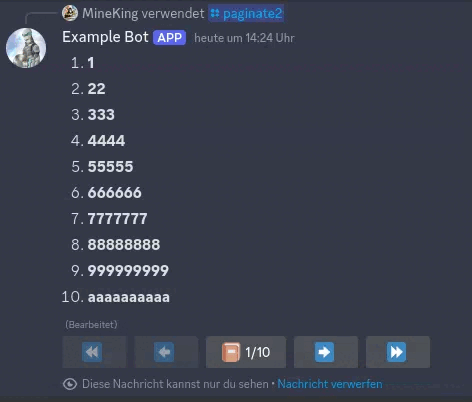 MineKing verwendet paginate2
Example Bot APP heute um 14:24 Uhr
1. 1
2. 22
3. 333
4. 4444
5. 55555
6. 666666
7. 7777777
8. 88888888
9. 999999999
10. aaaaaaaaaa
(Bearbeitet)
1/10
Diese Nachricht kannst nur du sehen • Nachricht verwerfen